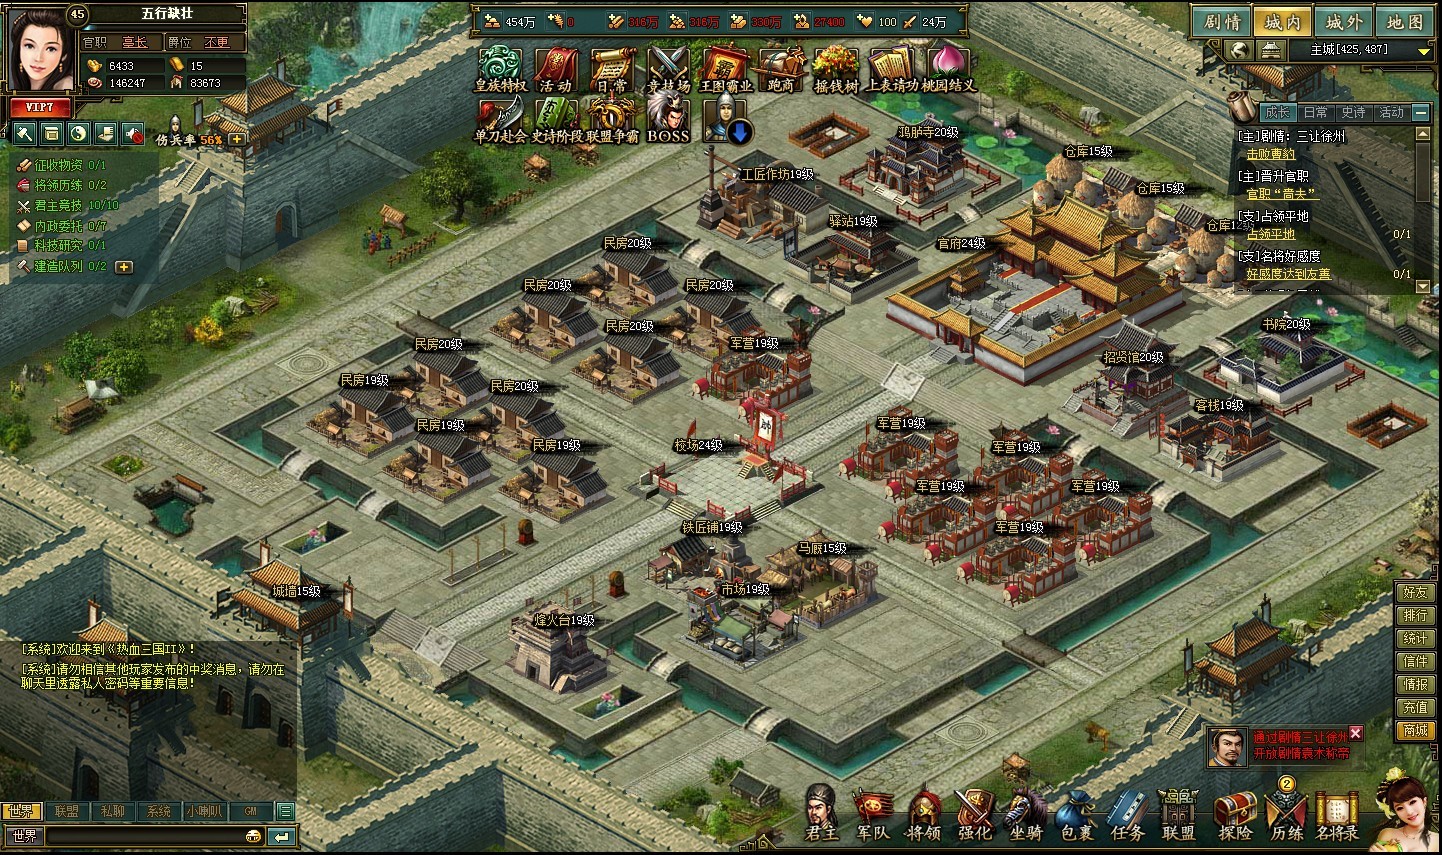 45
五行缺壮
官职 亭长 爵位 不更
6433
15
146247
83673
VIP7
伤兵率 56%
征收物资 0/1
将领历练 0/2
君主竞技 10/10
内政委托 0/7
科技研究 0/1
建造队列 0/2
454万 0 316万 316万 330万 27400 100 24万
皇族特权 活动 日常 竞技场 王图霸业 跑商 摇钱树 上表请功 桃园结义
单刀赴会 史诗阶段 联盟争霸 BOSS
剧情 城内 城外 地图
主城[425,487]
成长 日常 史诗 活动
[主]剧情：三让徐州
击败曹豹
[主]晋升官职
官职“啬夫”
[支]占领平地
占领平地 0/1
[支]名将好感度
好感度达到友善 0/1
鸿胪寺20级
仓库15级
工匠作坊19级
仓库15级
驿站19级
仓库12级
民房20级
官府24级
民房20级
民房20级
民房20级
书院20级
民房20级
军营19级
招贤馆20级
民房19级
民房20级
客栈19级
民房19级
军营19级
民房19级
校场24级
军营19级
军营19级
军营19级
铁匠铺19级
军营19级
马厩15级
城墙15级
市场19级
烽火台19级
[系统]欢迎来到《热血三国II》！
[系统]请勿相信其他玩家发布的中奖消息，请勿在
聊天里透露私人密码等重要信息！
好友
排行
统计
信件
情报
充值
商城
通过剧情三让徐州
开放剧情袁术称帝
世界 联盟 私聊 系统 小喇叭 GM
世界
2
君主 军队 将领 强化 坐骑 包裹 任务 联盟 探险 历练 名将录